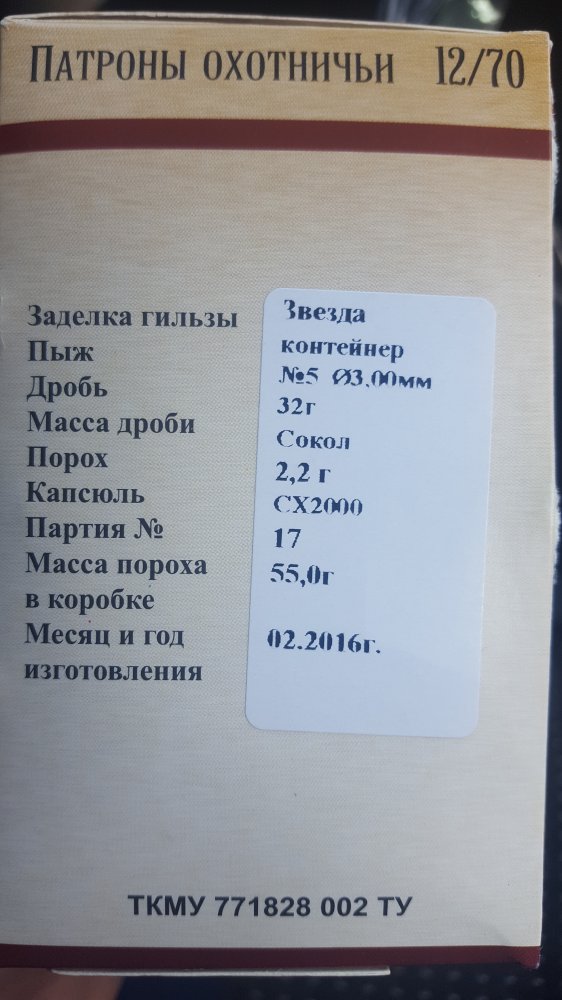 Патроны охотничьи 12/70
Заделка гильзы Звезда
Пыж контейнер
Дробь №5 Ø3,00мм
Масса дроби 32г
Порох Сокол
2,2 г
Капсюль СХ2000
Партия № 17
Масса пороха 55,0г
в коробке
Месяц и год 02.2016г.
изготовления
ТКМУ 771828 002 ТУ